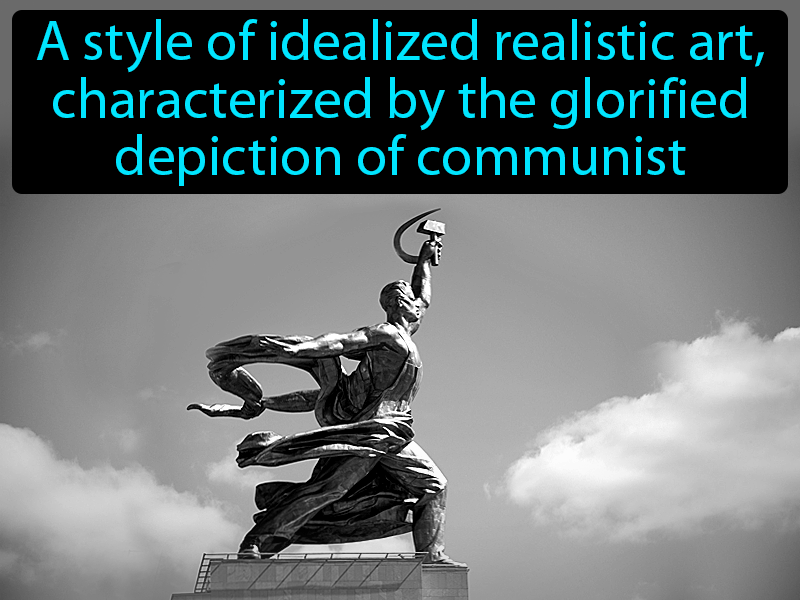 A style of idealized realistic art,
characterized by the glorified
depiction of communist